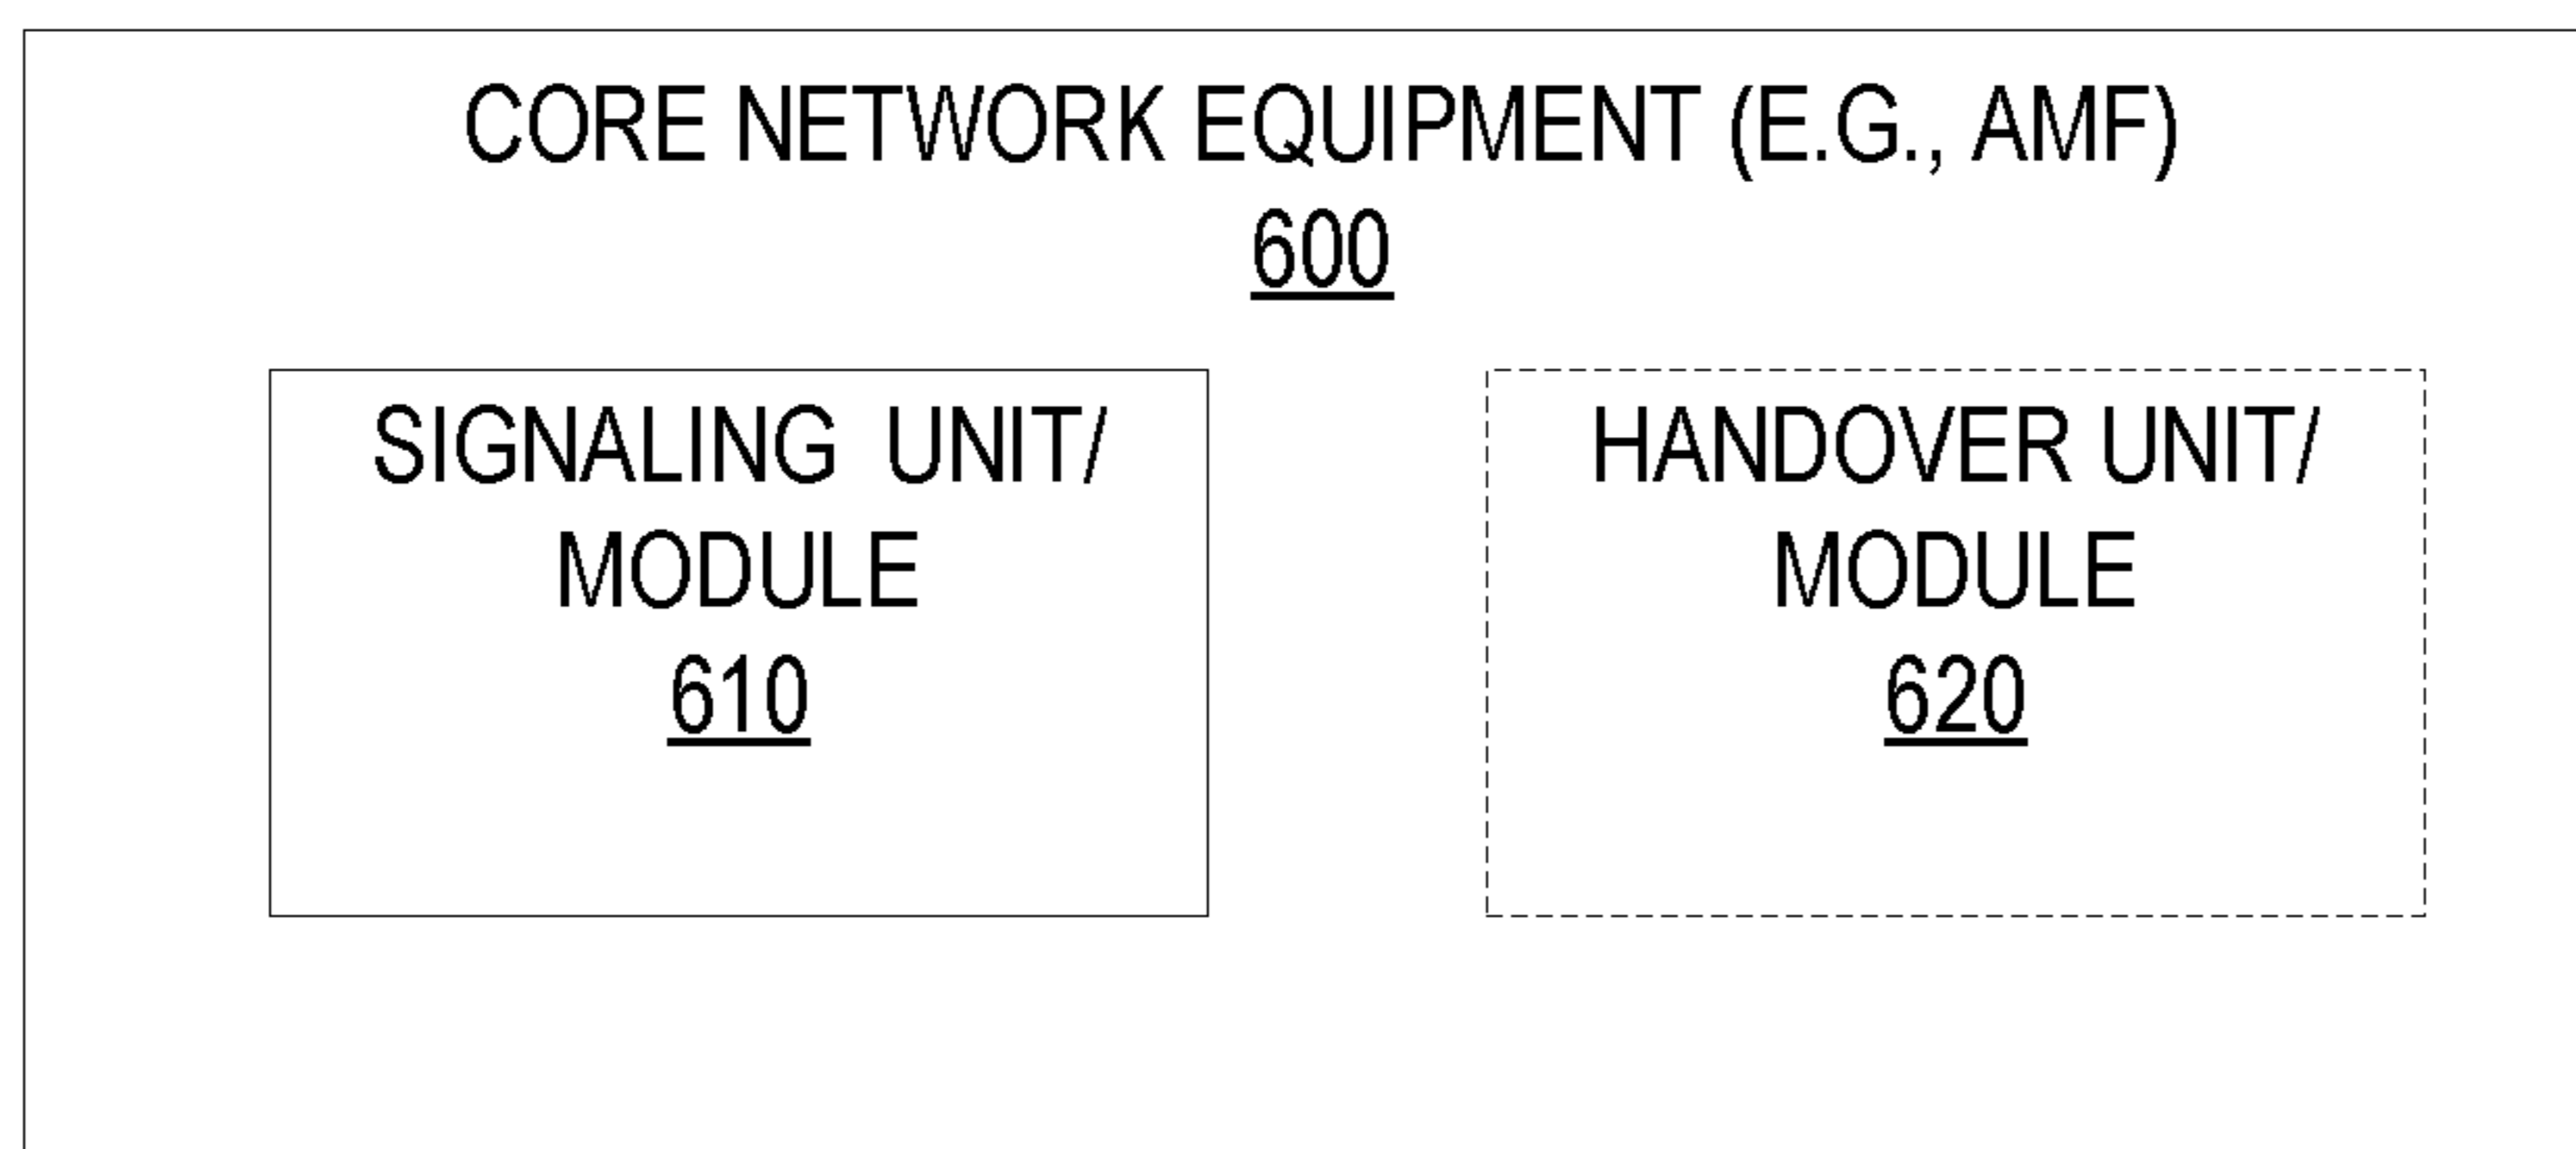 CORE NETWORK EQUIPMENT (E.G., AMF)
600
SIGNALING UNIT/
MODULE
610
HANDOVER UNIT/
MODULE
620